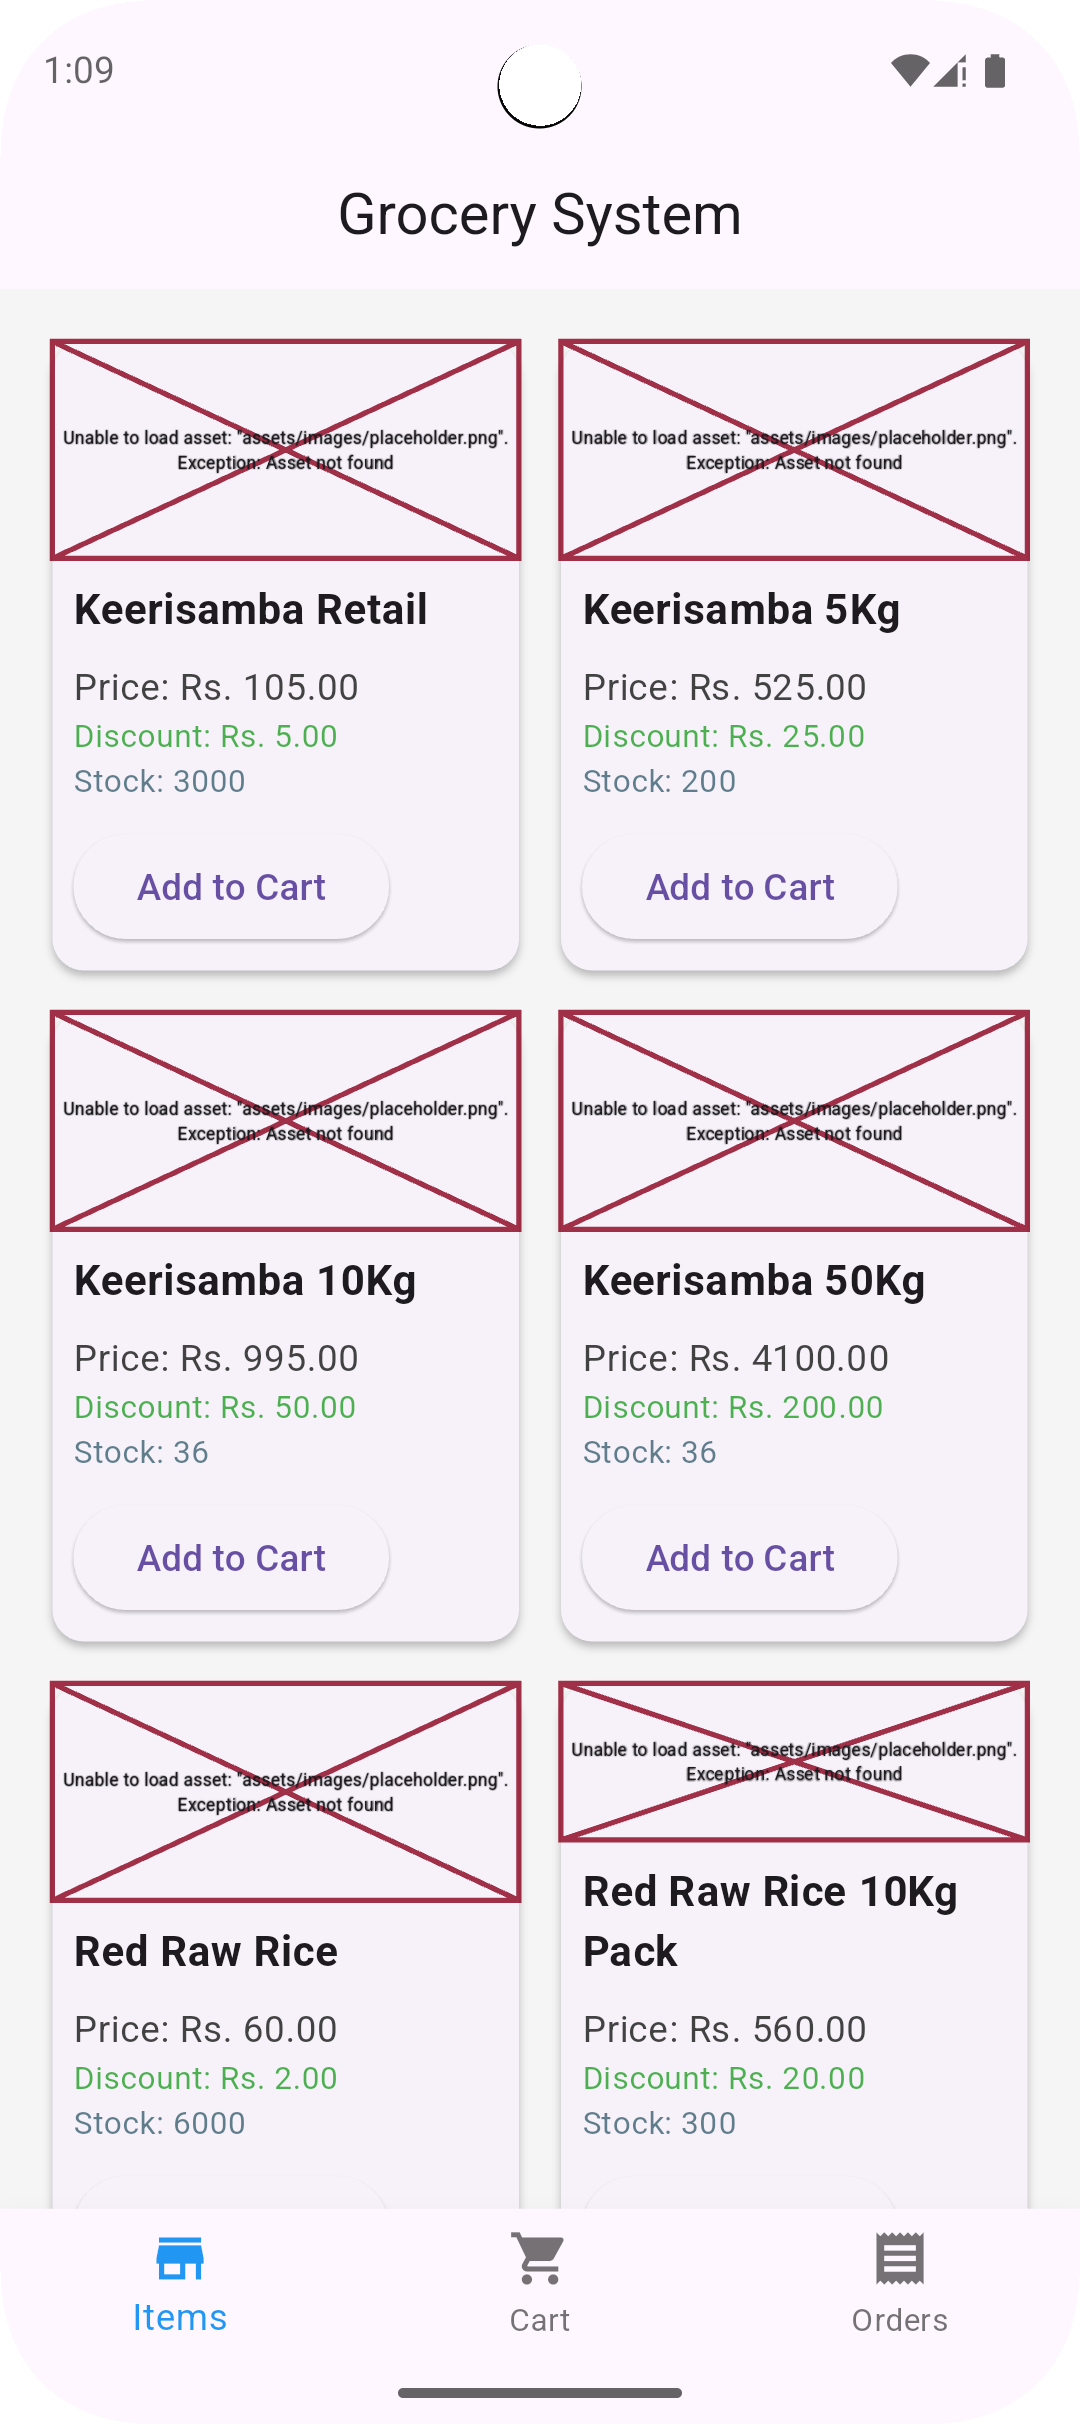 1:09
Grocery System
Unable to load asset: "assets/images/placeholder.png".
Exception: Asset not found
Keerisamba Retail
Price: Rs. 105.00
Discount: Rs. 5.00
Stock: 3000
Add to Cart
Unable to load asset: "assets/images/placeholder.png".
Exception: Asset not found
Keerisamba 5Kg
Price: Rs. 525.00
Discount: Rs. 25.00
Stock: 200
Add to Cart
Unable to load asset: "assets/images/placeholder.png".
Exception: Asset not found
Keerisamba 10Kg
Price: Rs. 995.00
Discount: Rs. 50.00
Stock: 36
Add to Cart
Unable to load asset: "assets/images/placeholder.png".
Exception: Asset not found
Keerisamba 50Kg
Price: Rs. 4100.00
Discount: Rs. 200.00
Stock: 36
Add to Cart
Unable to load asset: "assets/images/placeholder.png".
Exception: Asset not found
Red Raw Rice
Price: Rs. 60.00
Discount: Rs. 2.00
Stock: 6000
Unable to load asset: "assets/images/placeholder.png".
Exception: Asset not found
Red Raw Rice 10Kg
Pack
Price: Rs. 560.00
Discount: Rs. 20.00
Stock: 300
Items
Cart
Orders